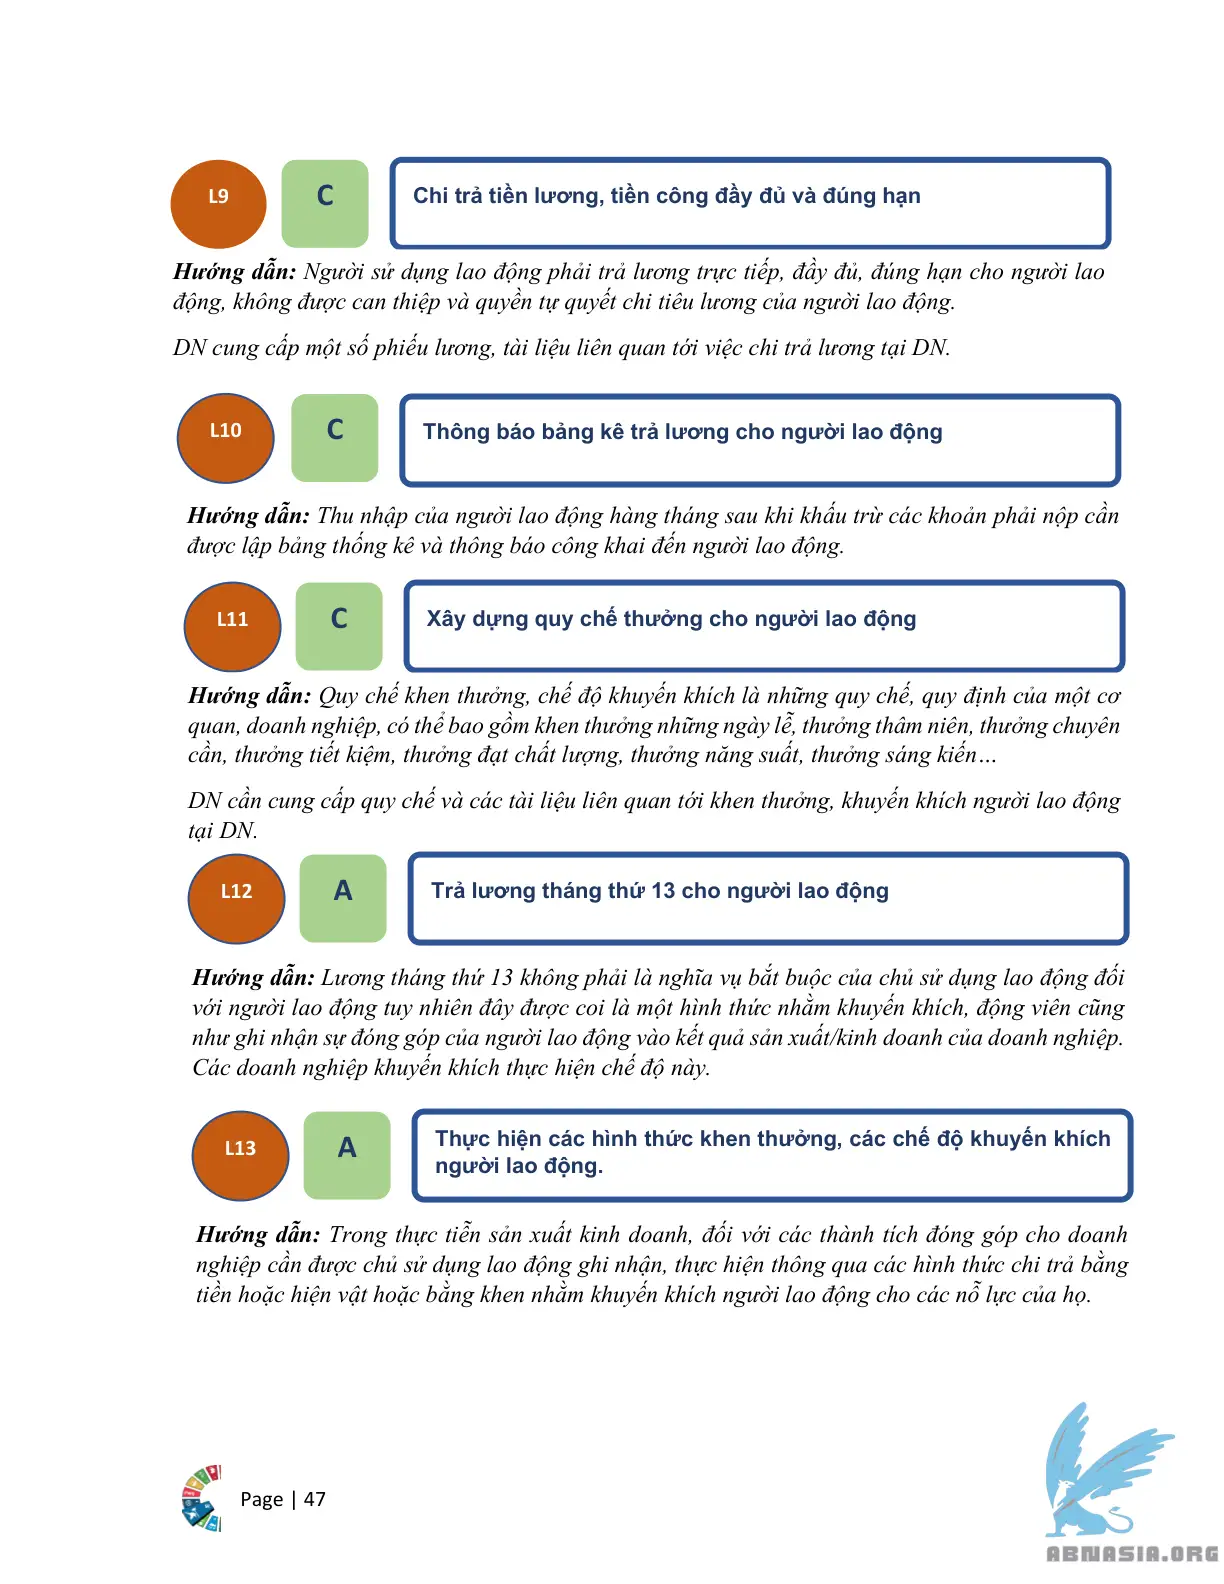 L9 C Chi trả tiền lương, tiền công đầy đủ và đúng hạn
Hướng dẫn: Người sử dụng lao động phải trả lương trực tiếp, đầy đủ, đúng hạn cho người lao
động, không được can thiệp và quyền tự quyết chi tiêu lương của người lao động.
DN cung cấp một số phiếu lương, tài liệu liên quan tới việc chi trả lương tại DN.
L10 C Thông báo bảng kê trả lương cho người lao động
Hướng dẫn: Thu nhập của người lao động hàng tháng sau khi khấu trừ các khoản phải nộp cần
được lập bảng thống kê và thông báo công khai đến người lao động.
L11 C Xây dựng quy chế thưởng cho người lao động
Hướng dẫn: Quy chế khen thưởng, chế độ khuyến khích là những quy chế, quy định của một cơ
quan, doanh nghiệp, có thể bao gồm khen thưởng những ngày lễ, thưởng thâm niên, thưởng chuyên
cần, thưởng tiết kiệm, thưởng đạt chất lượng, thưởng năng suất, thưởng sáng kiến…
DN cần cung cấp quy chế và các tài liệu liên quan tới khen thưởng, khuyến khích người lao động
tại DN.
L12 A Trả lương tháng thứ 13 cho người lao động
Hướng dẫn: Lương tháng thứ 13 không phải là nghĩa vụ bắt buộc của chủ sử dụng lao động đối
với người lao động tuy nhiên đây được coi là một hình thức nhằm khuyến khích, động viên cũng
như ghi nhận sự đóng góp của người lao động vào kết quả sản xuất/kinh doanh của doanh nghiệp.
Các doanh nghiệp khuyến khích thực hiện chế độ này.
L13 A Thực hiện các hình thức khen thưởng, các chế độ khuyến khích
người lao động.
Hướng dẫn: Trong thực tiễn sản xuất kinh doanh, đối với các thành tích đóng góp cho doanh
nghiệp cần được chủ sử dụng lao động ghi nhận, thực hiện thông qua các hình thức chi trả bằng
tiền hoặc hiện vật hoặc bằng khen nhằm khuyến khích người lao động cho các nỗ lực của họ.
Page | 47
ABNASIA.ORG